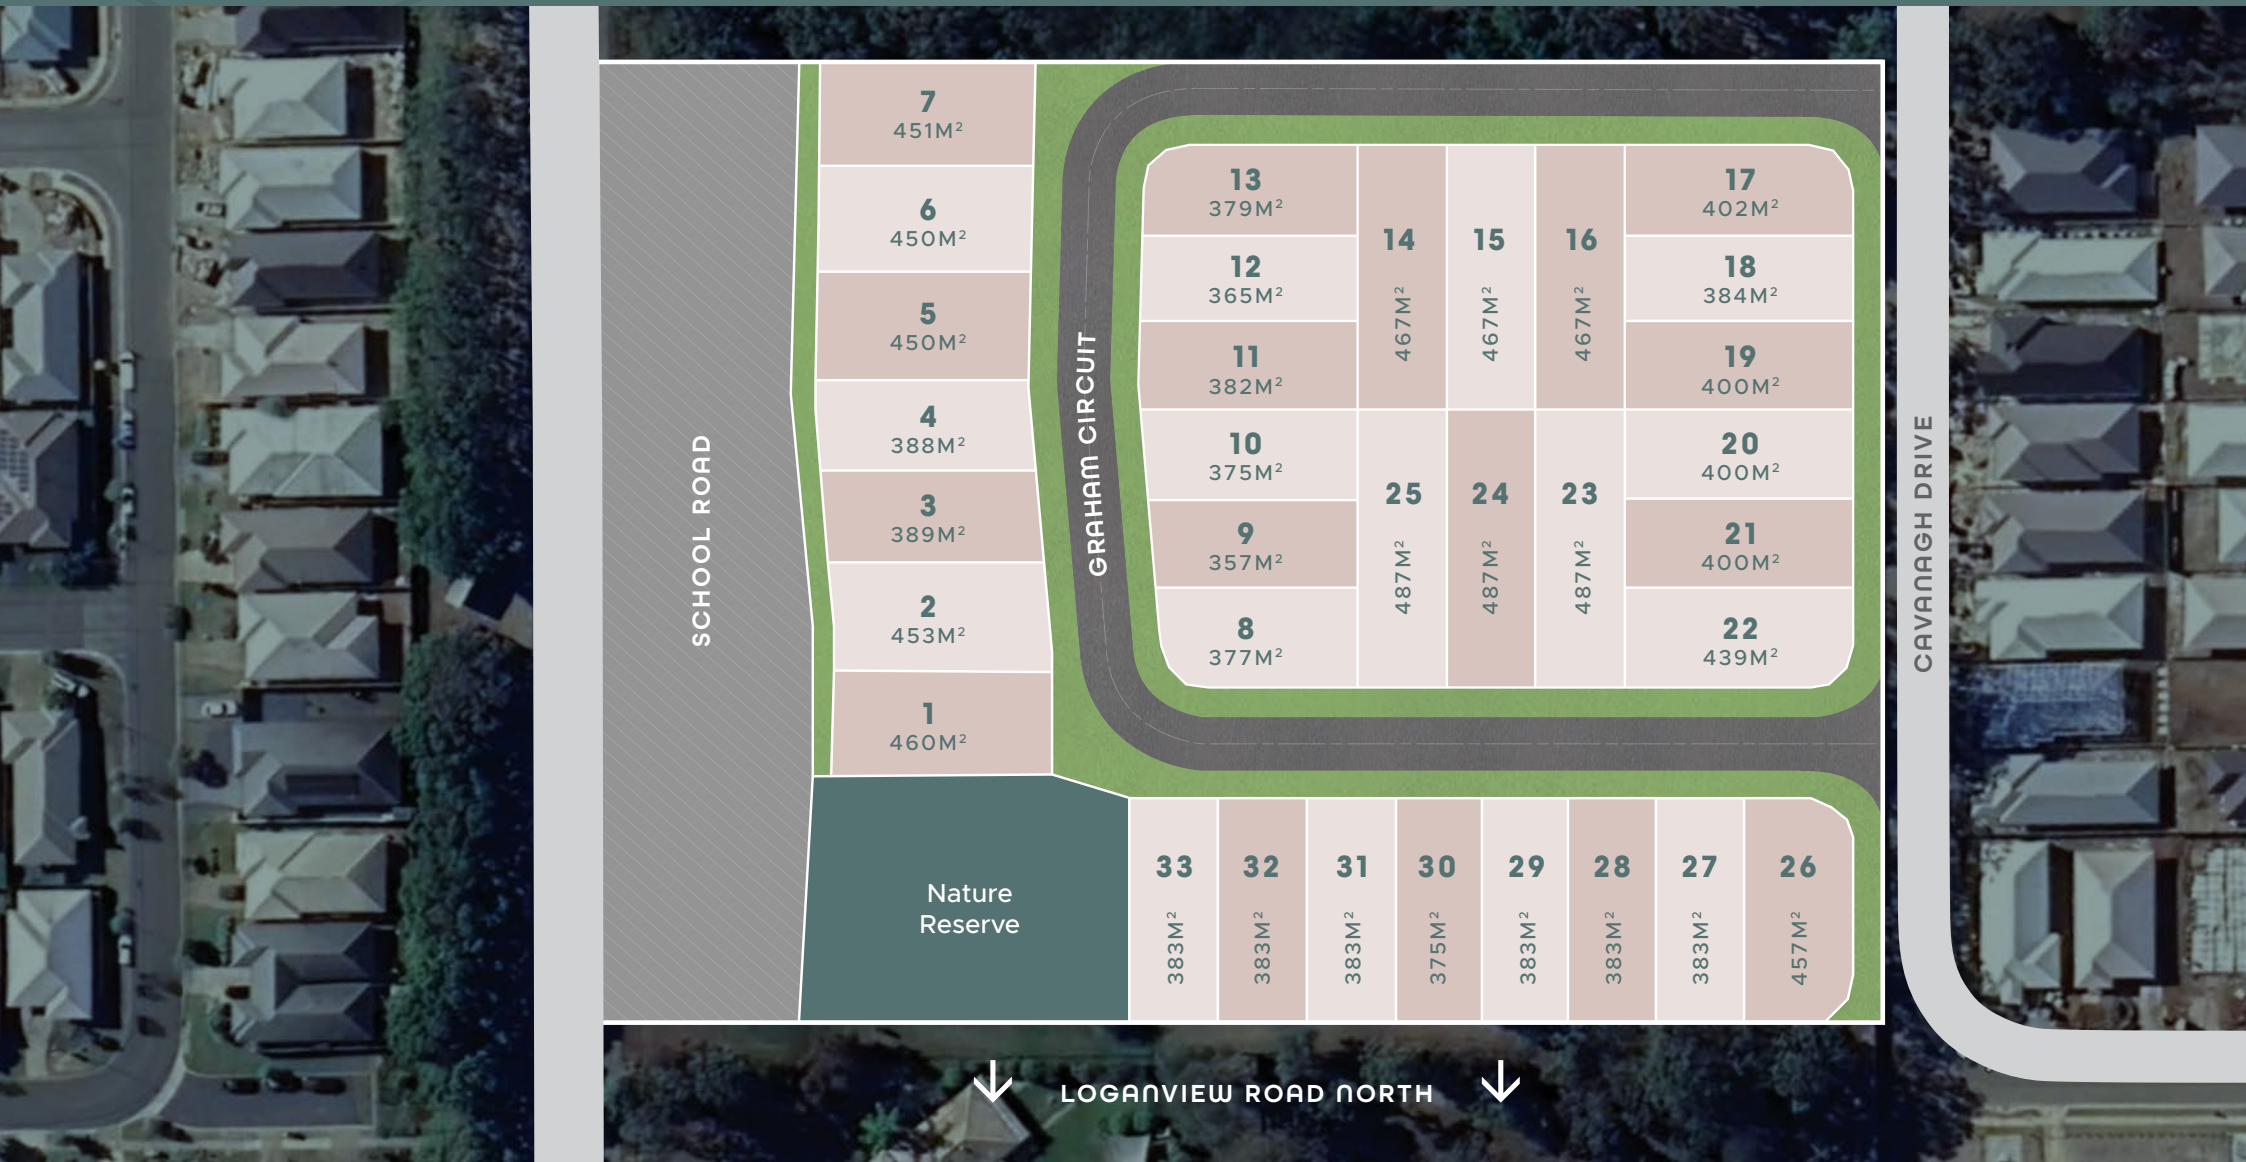 7
451M²
6
450M²
5
450M²
4
388M²
3
389M²
2
453M²
1
460M²
SCHOOL ROAD
GRAHAM CIRCUIT
13
379M²
12
365M²
11
382M²
10
375M²
9
357M²
8
377M²
14
467M²
15
467M²
16
467M²
25
487M²
24
487M²
23
487M²
17
402M²
18
384M²
19
400M²
20
400M²
21
400M²
22
439M²
CAVANAGH DRIVE
Nature
Reserve
33
383M²
32
383M²
31
383M²
30
375M²
29
383M²
28
383M²
27
383M²
26
457M²
LOGANVIEW ROAD NORTH